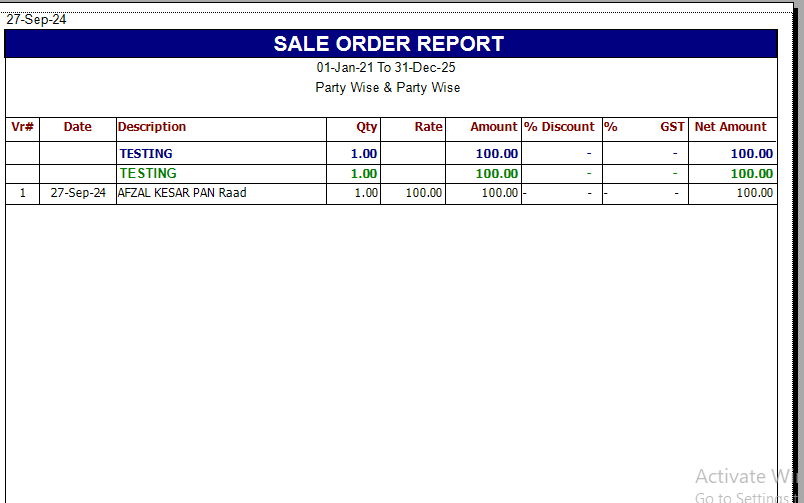 27-Sep-24
SALE ORDER REPORT
01-Jan-21 To 31-Dec-25
Party Wise & Party Wise
Vr# Date Description Qty Rate Amount % Discount % GST Net Amount
TESTING 1.00 100.00 - - 100.00
TESTING 1.00 100.00 - - 100.00
1 27-Sep-24 AFZAL KESAR PAN Raad 1.00 100.00 100.00 - - - - 100.00
Activate Wi
Go to Settings t